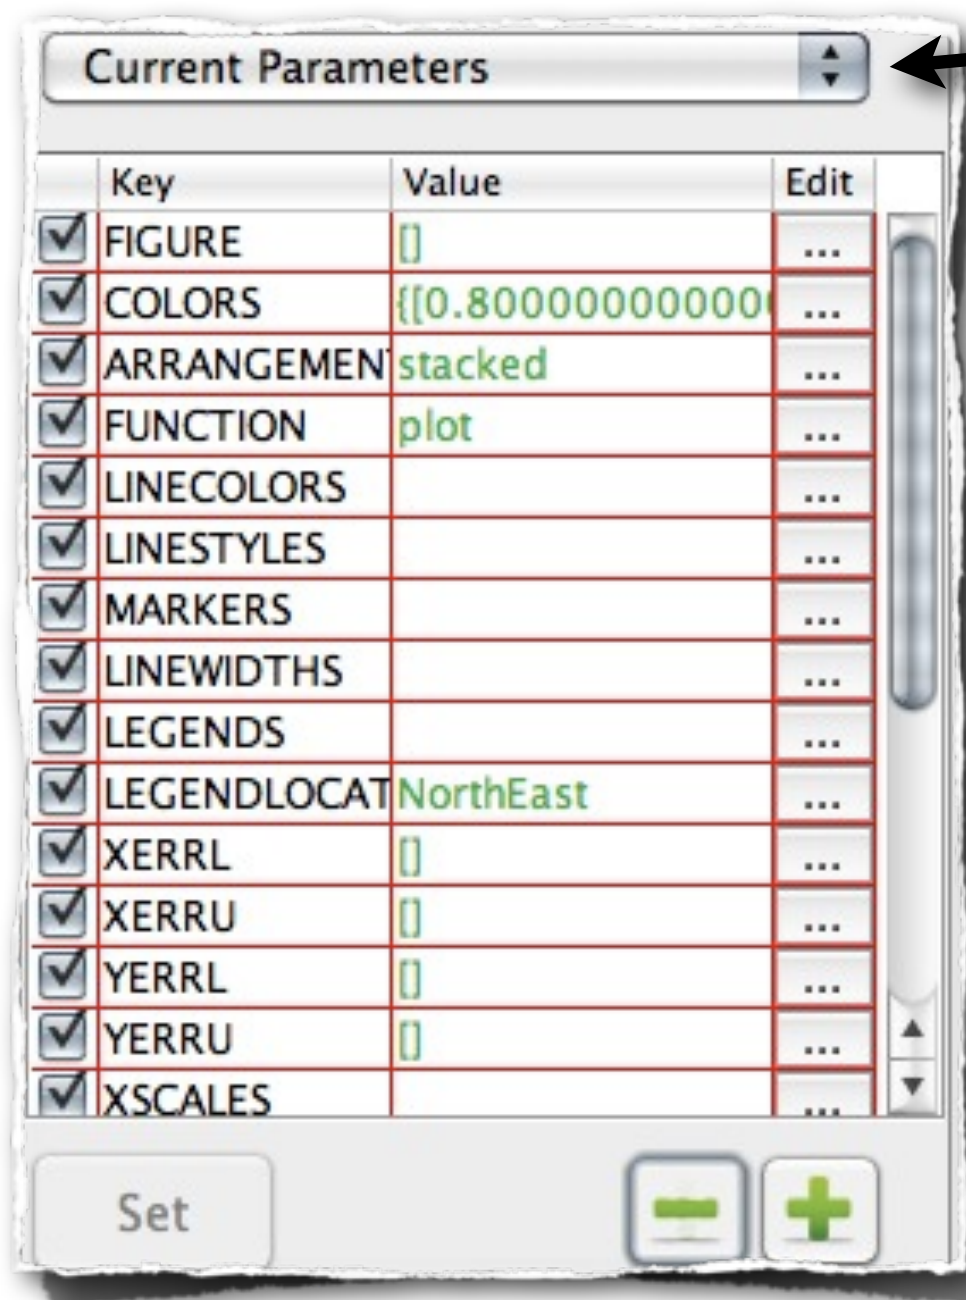 Current Parameters
Key Value Edit
FIGURE [] ...
COLORS {[0.800000000000 ...
ARRANGEMEN stacked ...
FUNCTION plot ...
LINECOLORS ...
LINESTYLES ...
MARKERS ...
LINEWIDTHS ...
LEGENDS ...
LEGENDLOCAT NorthEast ...
XERRL [] ...
XERRU [] ...
YERRL [] ...
YERRU [] ...
XSCALES ...
Set